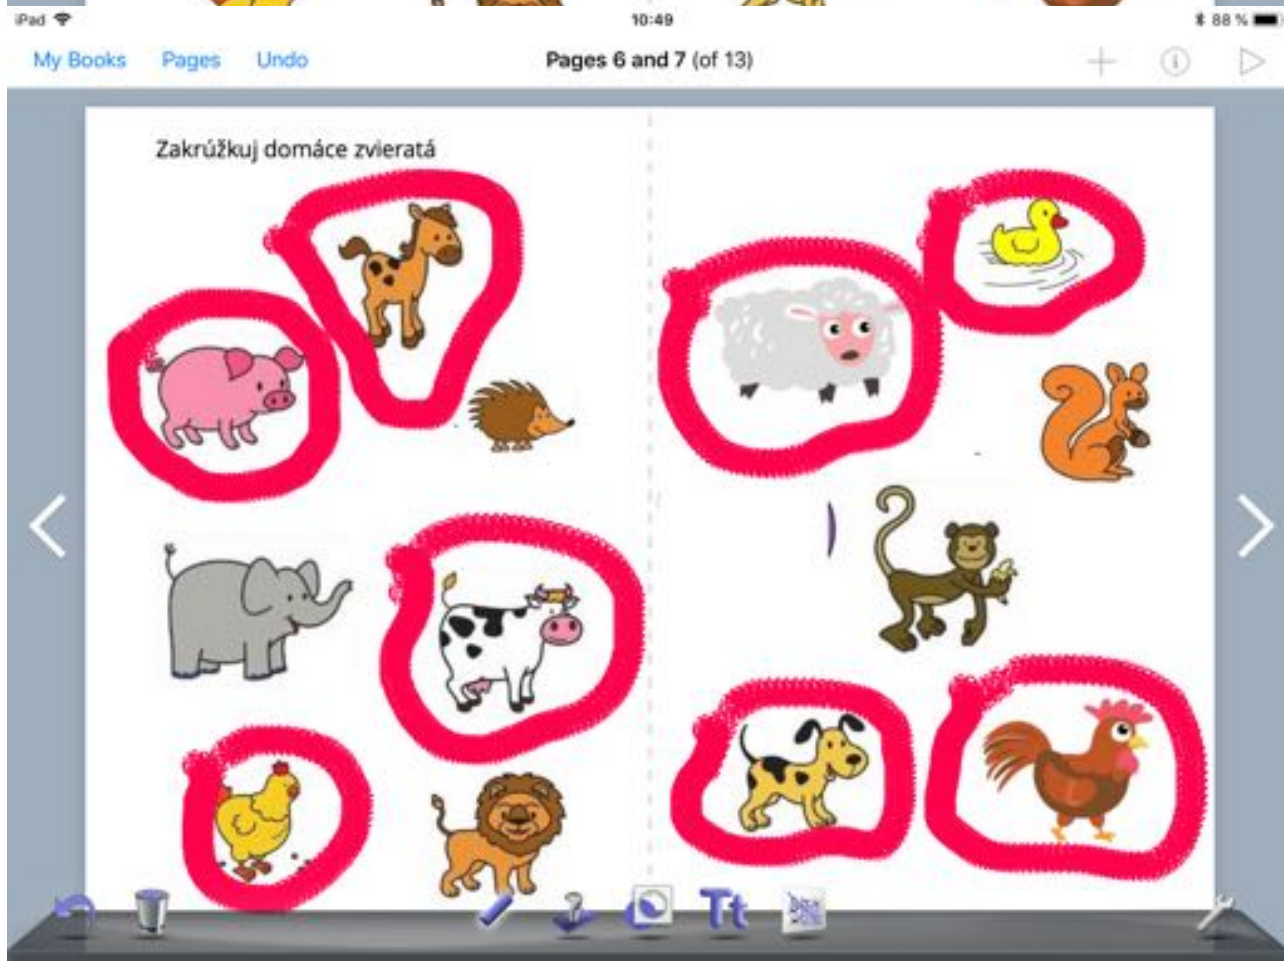 iPad
10:49
88 %
My Books
Pages
Undo
Pages 6 and 7 (of 13)
Zakrúžkuj domáce zvieratá
Tt